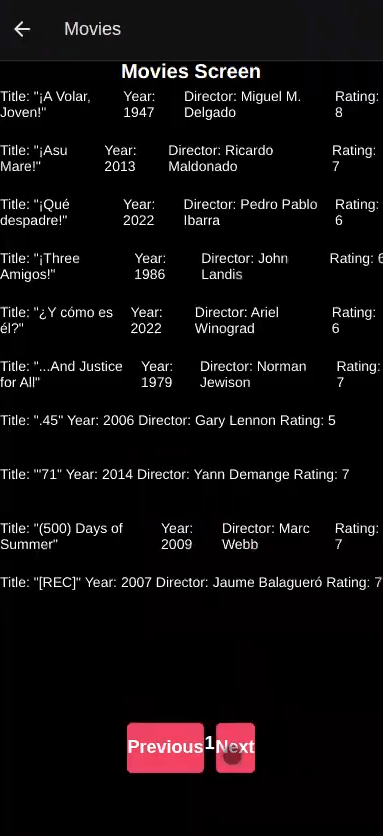 Movies
Movies Screen
Title: "¡A Volar, Year: Director: Miguel M. Rating:
Joven!" 1947 Delgado 8
Title: "¡Asu Year: Director: Ricardo Rating:
Mare!" 2013 Maldonado 7
Title: "¡Qué Year: Director: Pedro Pablo Rating:
despadre!" 2022 Ibarra 6
Title: "¡Three Year: Director: John Rating: 6
Amigos!" 1986 Landis
Title: "¿Y cómo es Year: Director: Ariel Rating:
él?" 2022 Winograd 6
Title: "...And Justice Year: Director: Norman Rating:
for All" 1979 Jewison 7
Title: ".45" Year: 2006 Director: Gary Lennon Rating: 5
Title: "'71" Year: 2014 Director: Yann Demange Rating: 7
Title: "(500) Days of Year: Director: Marc Rating:
Summer" 2009 Webb 7
Title: "[REC]" Year: 2007 Director: Jaume Balagueró Rating: 7
Previous 1 Next